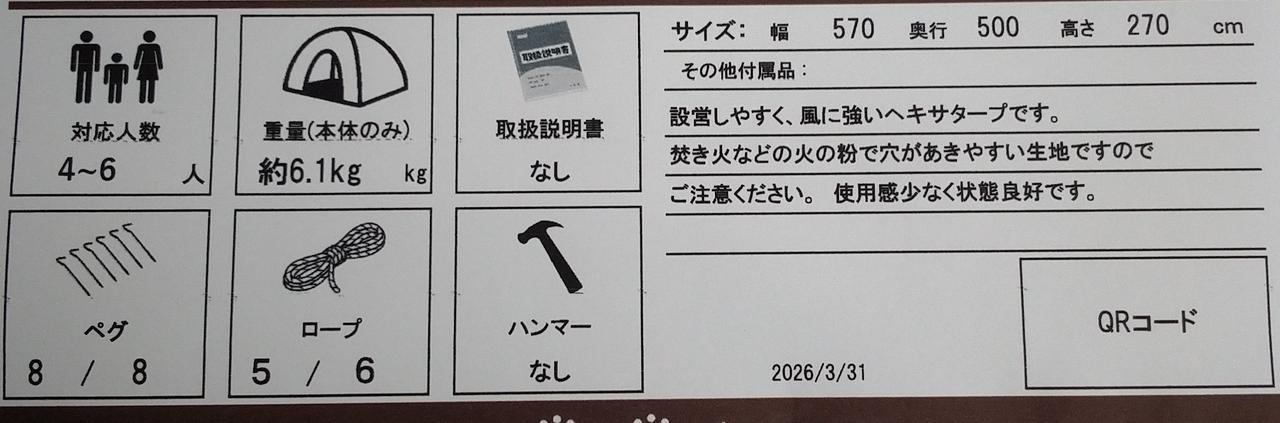 対応人数
4~6 人
重量(本体のみ)
約6.1kg kg
取扱説明書
取扱説明書
なし
ペグ
8 / 8
ロープ
5 / 6
ハンマー
なし
サイズ: 幅 570 奥行 500 高さ 270 cm
その他付属品:
設営しやすく、風に強いヘキサタープです。
焚き火などの火の粉で穴があきやすい生地ですので
ご注意ください。 使用感少なく状態良好です。
2026/3/31
QRコード